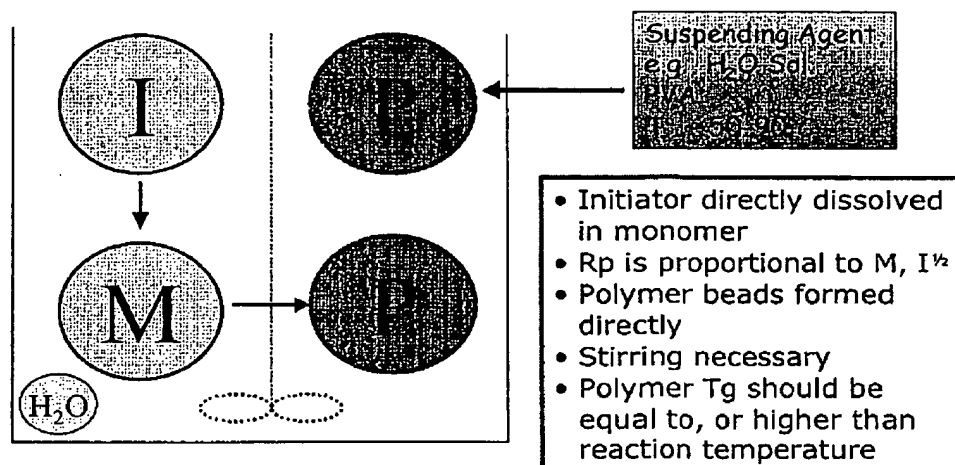 I
P
M
P
H₂O
Suspending Agent,
e.g. H₂O Sol.
PVA
• Initiator directly dissolved
in monomer
• Rp is proportional to M, I½
• Polymer beads formed
directly
• Stirring necessary
• Polymer Tg should be
equal to, or higher than
reaction temperature